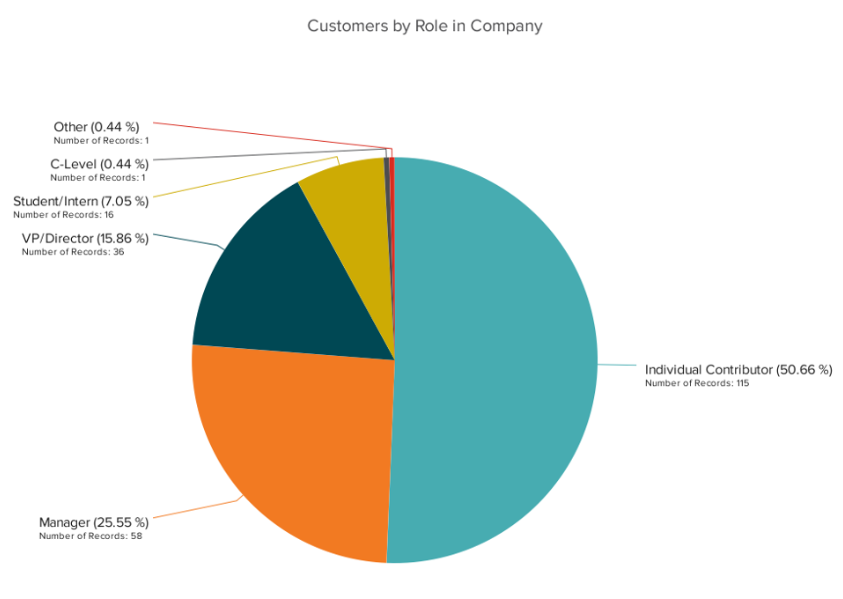 Customers by Role in Company
Other (0.44 %)
Number of Records: 1
C-Level (0.44 %)
Number of Records: 1
Student/Intern (7.05 %)
Number of Records: 16
VP/Director (15.86 %)
Number of Records: 36
Individual Contributor (50.66 %)
Number of Records: 115
Manager (25.55 %)
Number of Records: 58